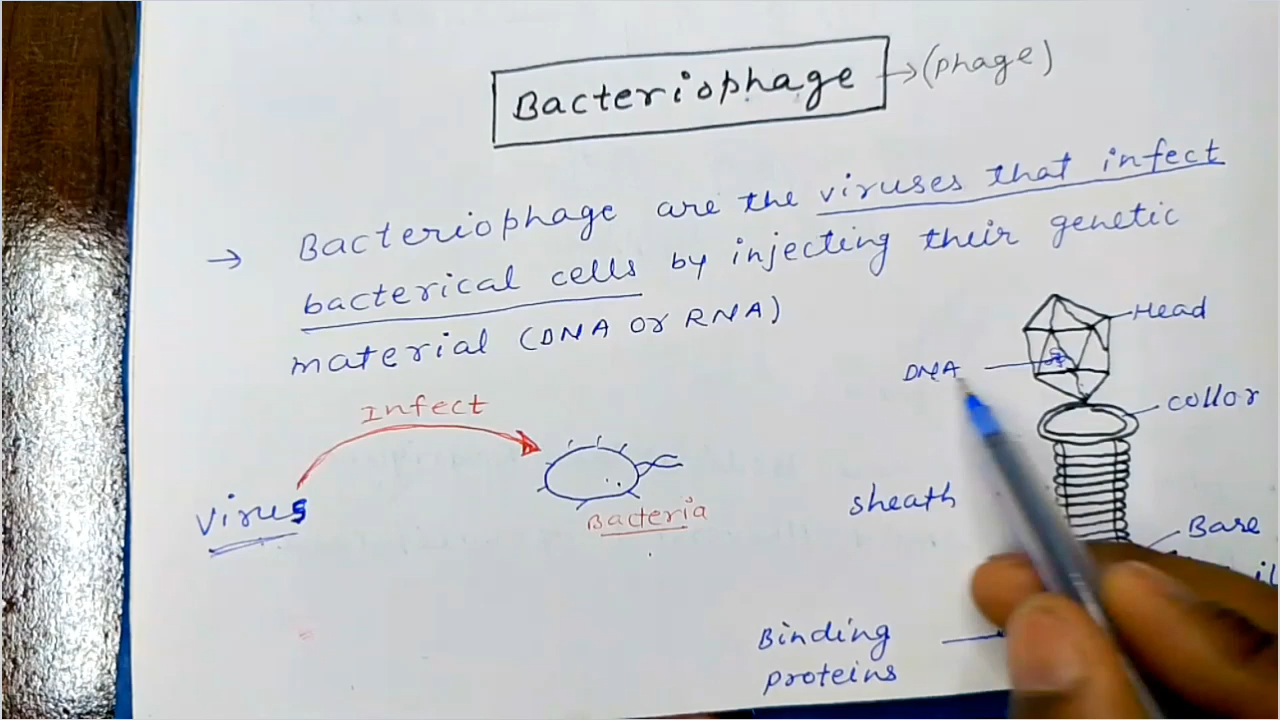 Bacteriophage → (phage)
→ Bacteriophage are the viruses that infect
bacterical cells by injecting their genetic
material (DNA or RNA)
Head
DNA
collor
Infect
Virus
Bacteria
sheath
Base
Binding
proteins